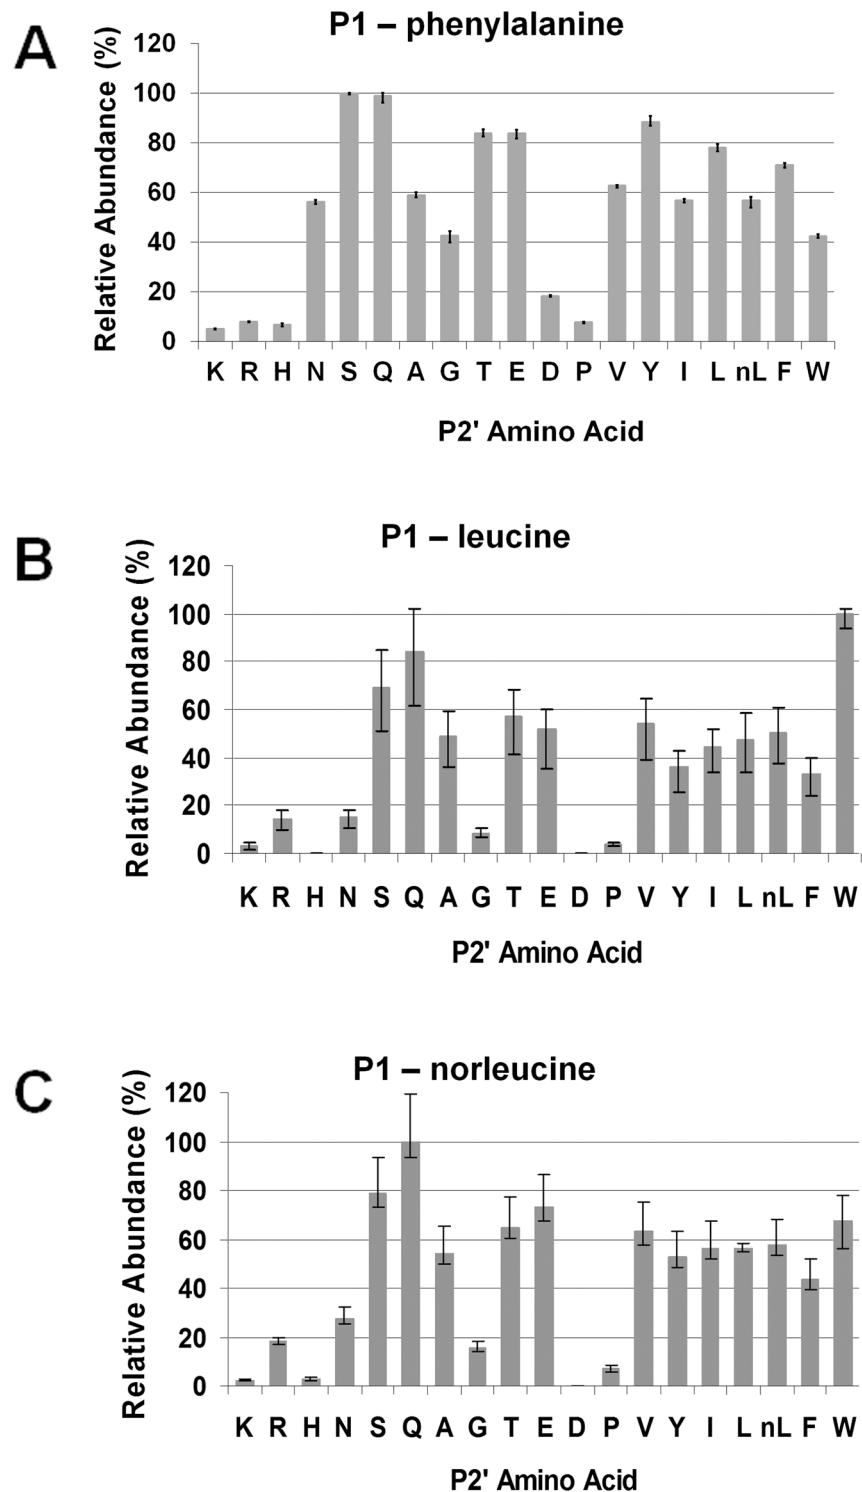 A
P1 – phenylalanine
Relative Abundance (%)
120
100
80
60
40
20
0
K R H N S Q A G T E D P V Y I L nL F W
P2' Amino Acid
B
P1 – leucine
Relative Abundance (%)
120
100
80
60
40
20
0
K R H N S Q A G T E D P V Y I L nL F W
P2' Amino Acid
C
P1 – norleucine
Relative Abundance (%)
120
100
80
60
40
20
0
K R H N S Q A G T E D P V Y I L nL F W
P2' Amino Acid